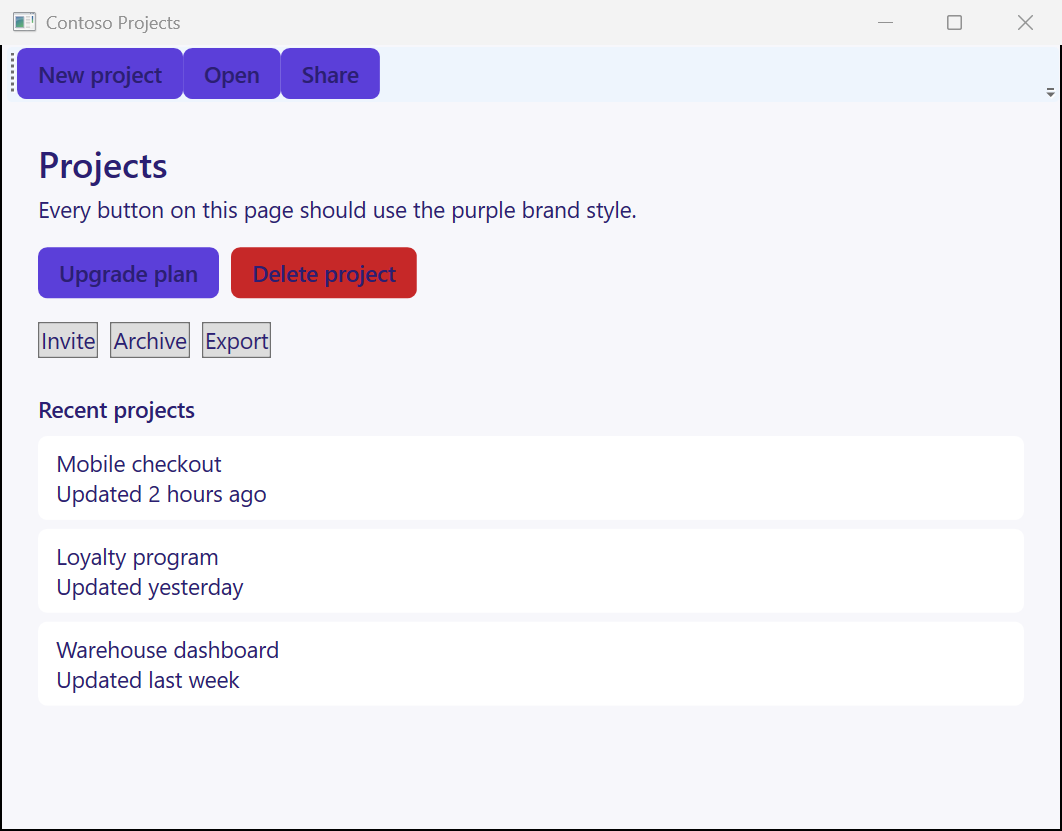 Contoso Projects
New project Open Share
Projects
Every button on this page should use the purple brand style.
Upgrade plan Delete project
Invite Archive Export
Recent projects
Mobile checkout
Updated 2 hours ago
Loyalty program
Updated yesterday
Warehouse dashboard
Updated last week